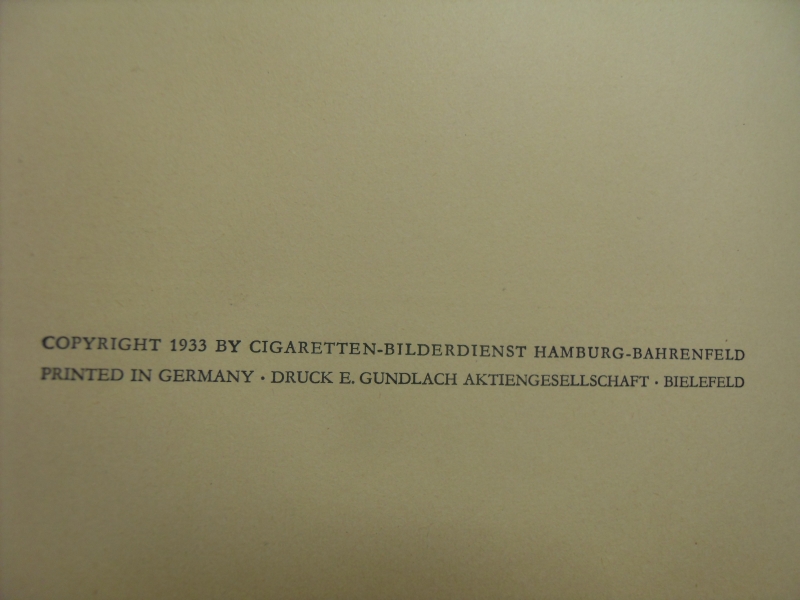 COPYRIGHT 1933 BY CIGARETTEN-BILDERDIENST HAMBURG-BAHRENFELD
PRINTED IN GERMANY · DRUCK E. GUNDLACH AKTIENGESELLSCHAFT · BIELEFELD